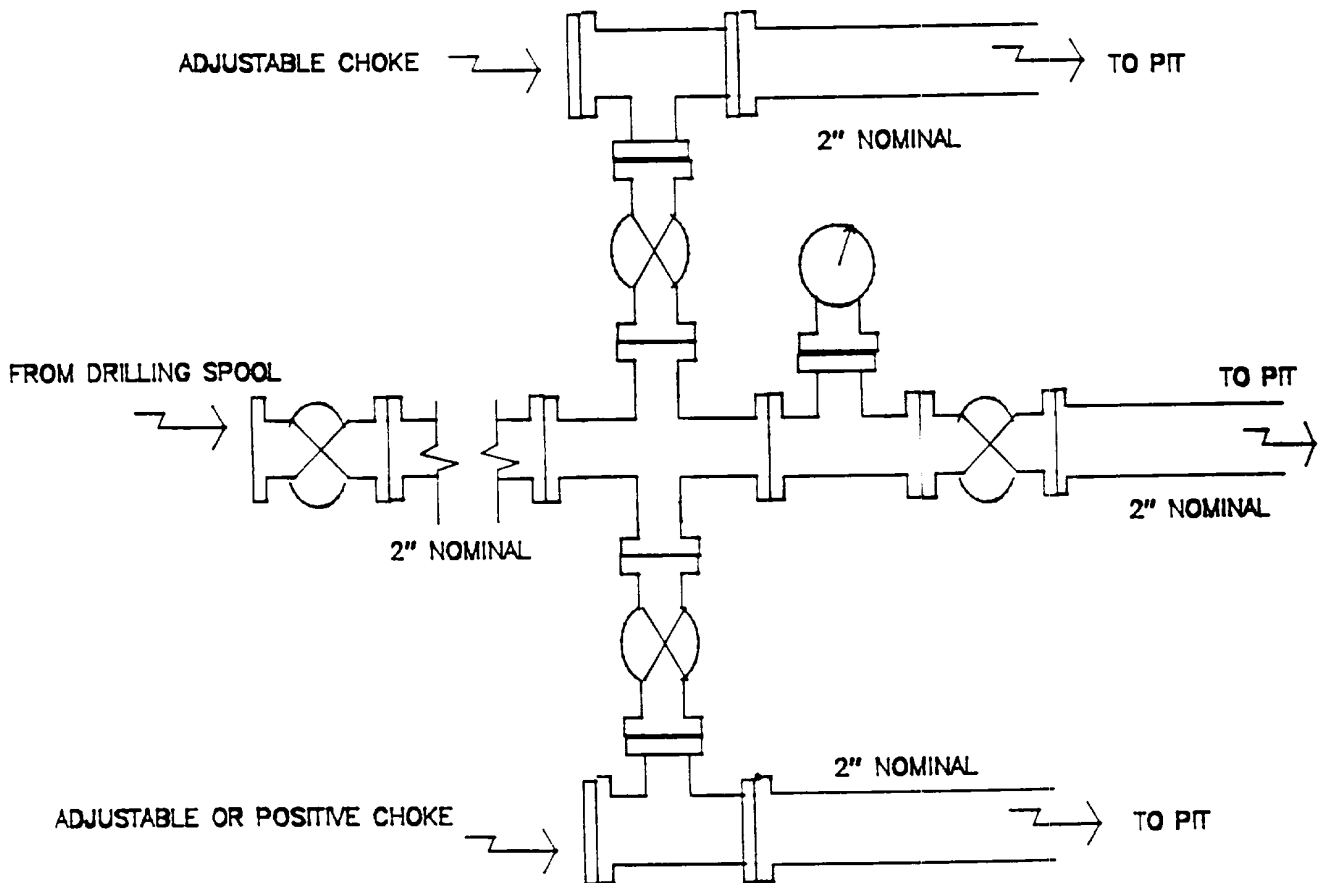 ADJUSTABLE CHOKE
TO PIT
2" NOMINAL
FROM DRILLING SPOOL
TO PIT
2" NOMINAL
2" NOMINAL
2" NOMINAL
ADJUSTABLE OR POSITIVE CHOKE
TO PIT